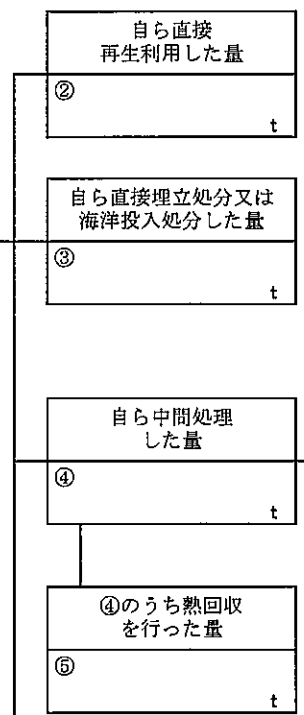 自ら直接
再生利用した量
②
t
自ら直接埋立処分又は
海洋投入処分した量
③
t
自ら中間処理
した量
④
t
④のうち熱回収
を行った量
⑤
t